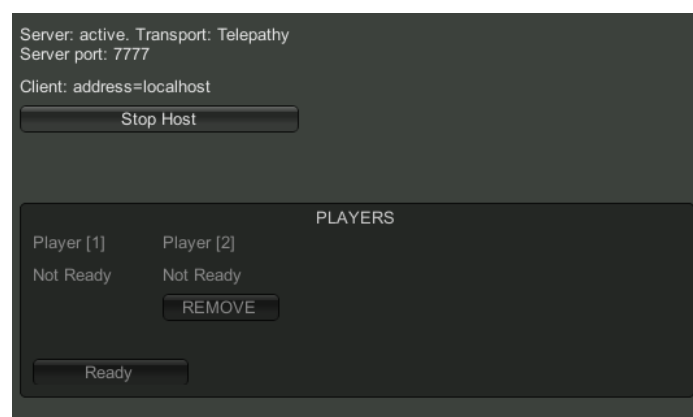 Server: active. Transport: Telepathy
Server port: 7777
Client: address=localhost
Stop Host
PLAYERS
Player [1] Player [2]
Not Ready Not Ready
REMOVE
Ready